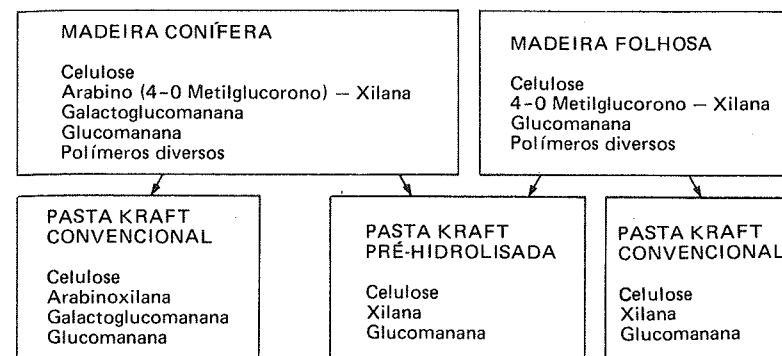 MADEIRA CONÍFERA
Celulose
Arabino (4-0 Metilglucorono) — Xilana
Galactoglucomanana
Glucomanana
Polímeros diversos
MADEIRA FOLHOSA
Celulose
4-0 Metilglucorono — Xilana
Glucomanana
Polímeros diversos
PASTA KRAFT
CONVENCIONAL
Celulose
Arabinoxilana
Galactoglucomanana
Glucomanana
PASTA KRAFT
PRÉ-HIDROLISADA
Celulose
Xilana
Glucomanana
PASTA KRAFT
CONVENCIONAL
Celulose
Xilana
Glucomanana